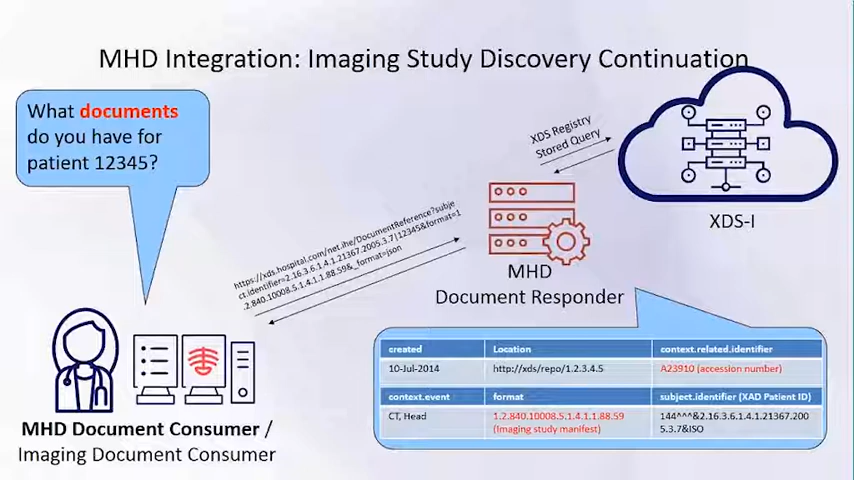 MHD Integration: Imaging Study Discovery Continuation
What documents
do you have for
patient 12345?
XDS Registry
Stored Query
XDS-I
https://xds.hospital.com/net.ihe/DocumentReference?subje
ct.identifier=2.16.3.6.1.4.1.21367.2005.3.7|12345&format=1
.2.840.10008.5.1.4.1.1.88.59&_format=json
MHD
Document Responder
created Location context.related.identifier
10-Jul-2014 http://xds/repo/1.2.3.4.5 A23910 (accession number)
context.event format subject.identifier (XAD Patient ID)
CT, Head 1.2.840.10008.5.1.4.1.1.88.59 144^^^&2.16.3.6.1.4.1.21367.200
(Imaging study manifest) 5.3.7&ISO
MHD Document Consumer /
Imaging Document Consumer